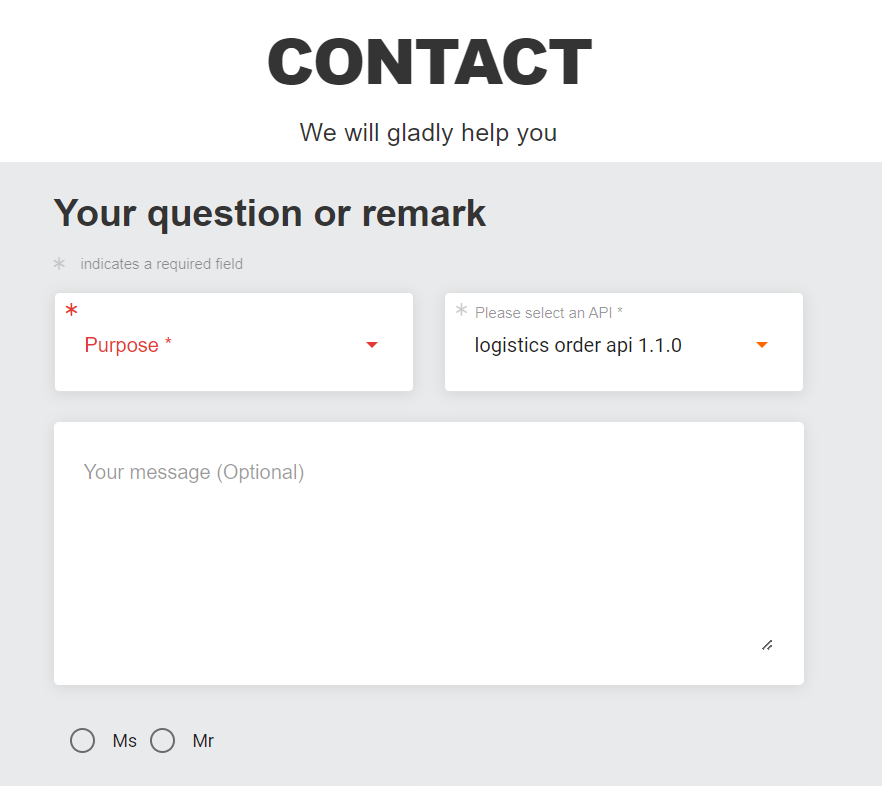 CONTACT
We will gladly help you
Your question or remark
* indicates a required field
*
Purpose *
* Please select an API *
logistics order api 1.1.0
Your message (Optional)
Ms Mr